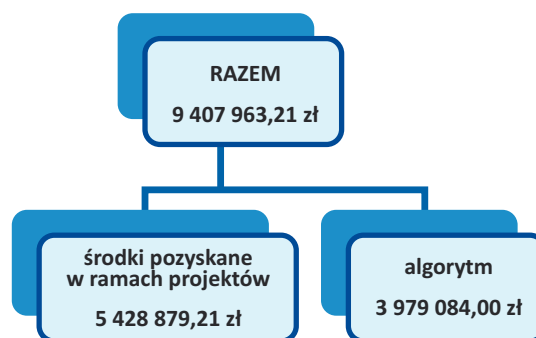 RAZEM
9 407 963,21 zł
środki pozyskane
w ramach projektów
5 428 879,21 zł
algorytm
3 979 084,00 zł